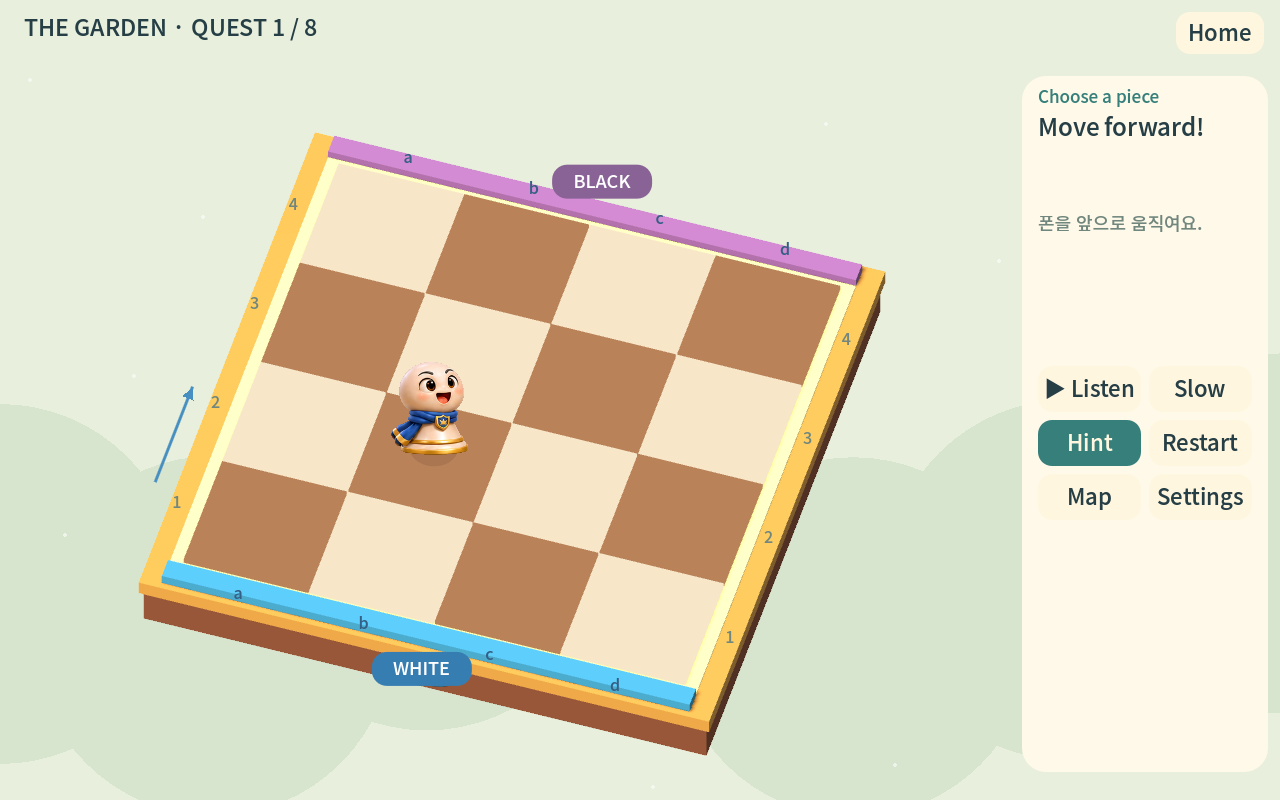 THE GARDEN · QUEST 1 / 8
Home
Choose a piece
Move forward!
폰을 앞으로 움직여요.
▶ Listen
Slow
Hint
Restart
Map
Settings
BLACK
a
b
c
d
4
3
2
1
4
3
2
1
a
b
c
d
WHITE